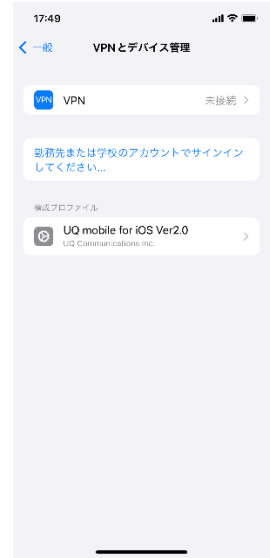 17:49
一般
VPNとデバイス管理
VPN
VPN
未接続
勤務先または学校のアカウントでサインイン
してください...
構成プロファイル
UQ mobile for iOS Ver2.0
UQ Communications Inc.